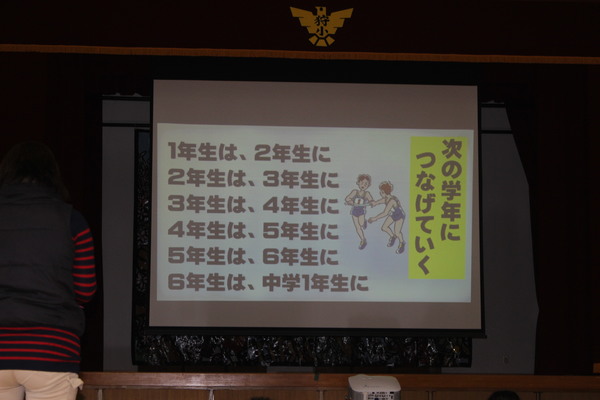 狩小
次の学年に
つなげていく
1年生は、2年生に
2年生は、3年生に
3年生は、4年生に
4年生は、5年生に
5年生は、6年生に
6年生は、中学1年生に